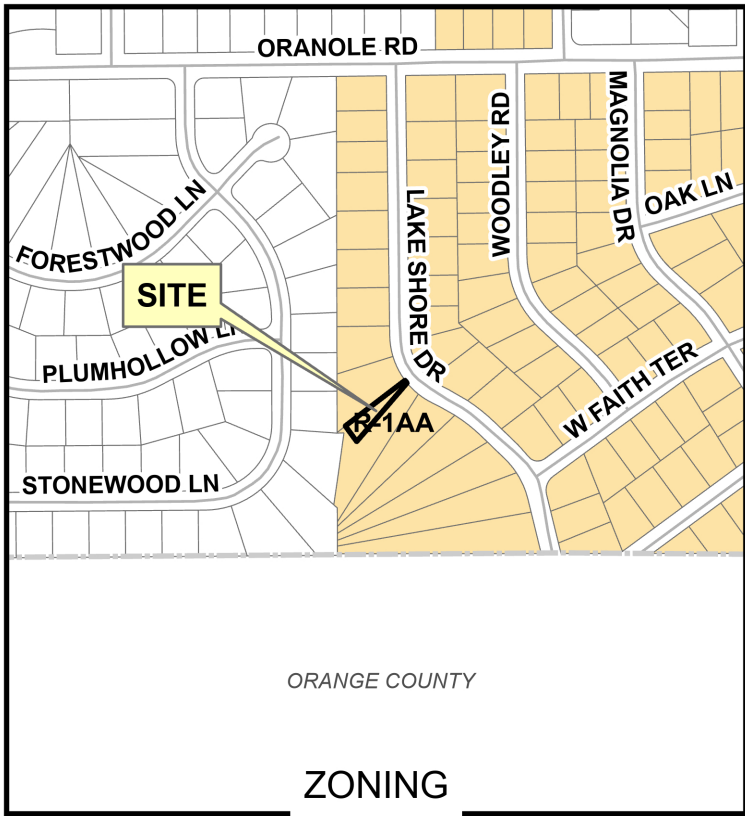 ORANOLE RD
MAGNOLIA DR
WOODLEY RD
OAK LN
LAKE SHORE DR
FORESTWOOD LN
SITE
PLUMHOLLOW LN
W FAITH TER
R-1AA
STONEWOOD LN
ORANGE COUNTY
ZONING